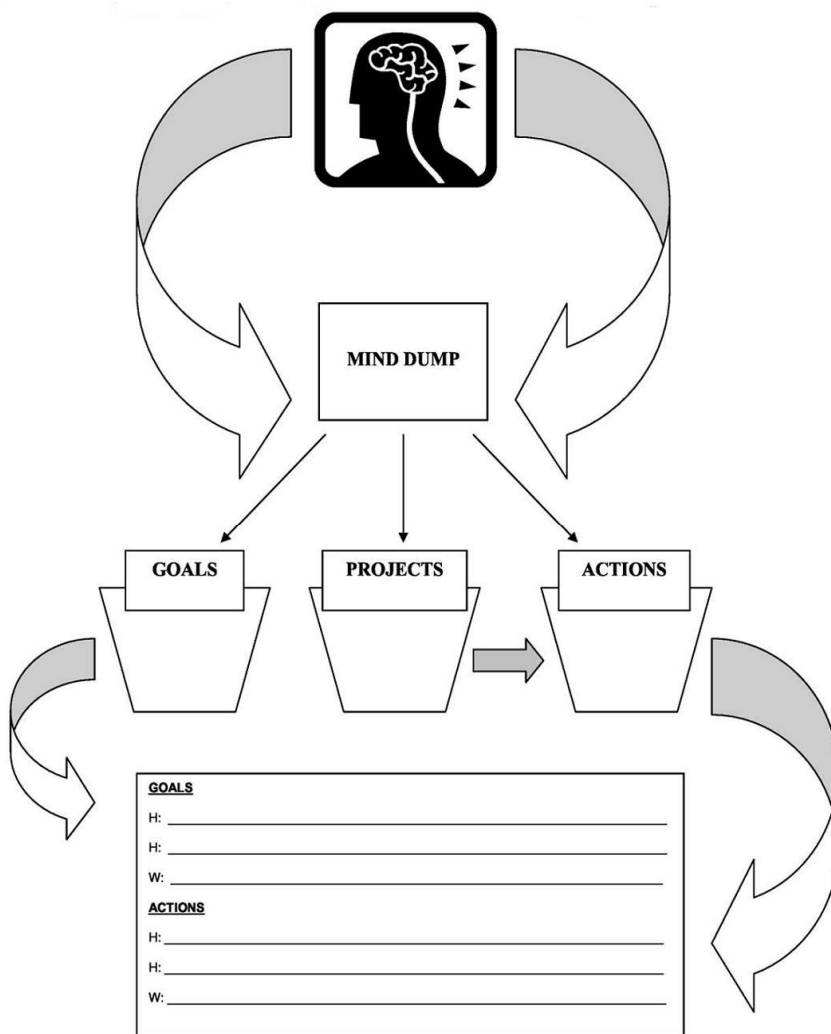 MIND DUMP
GOALS
PROJECTS
ACTIONS
GOALS
H:
H:
W:
ACTIONS
H:
H:
W: